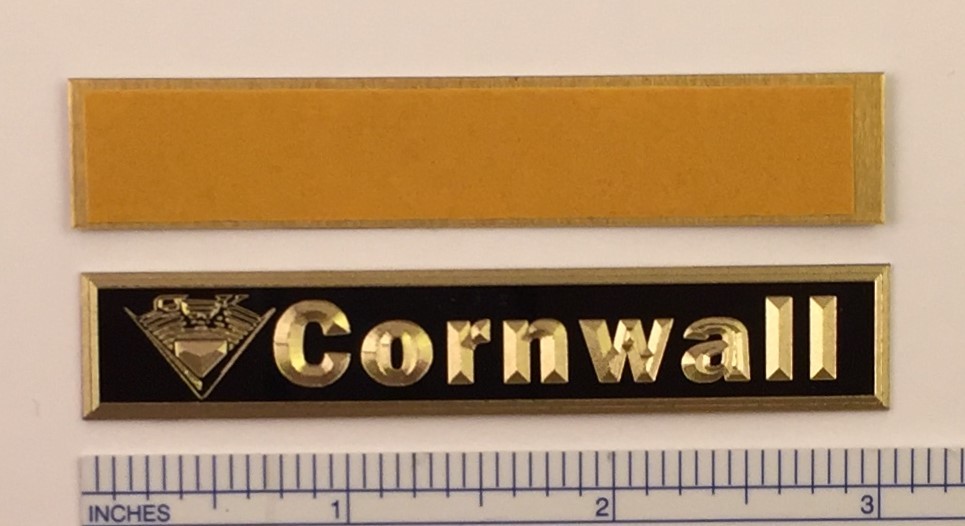 Cornwall
INCHES 1 2 3